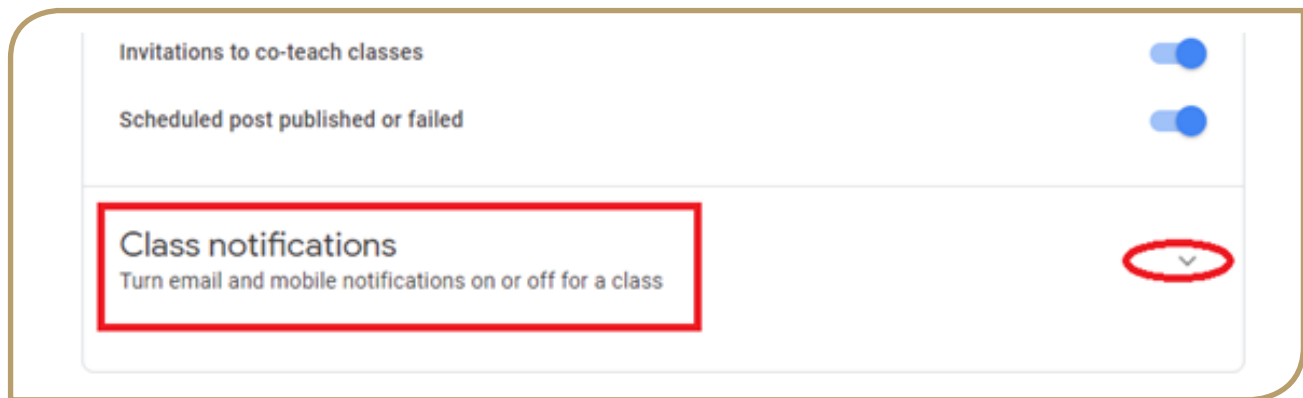 Invitations to co-teach classes
Scheduled post published or failed
Class notifications
Turn email and mobile notifications on or off for a class